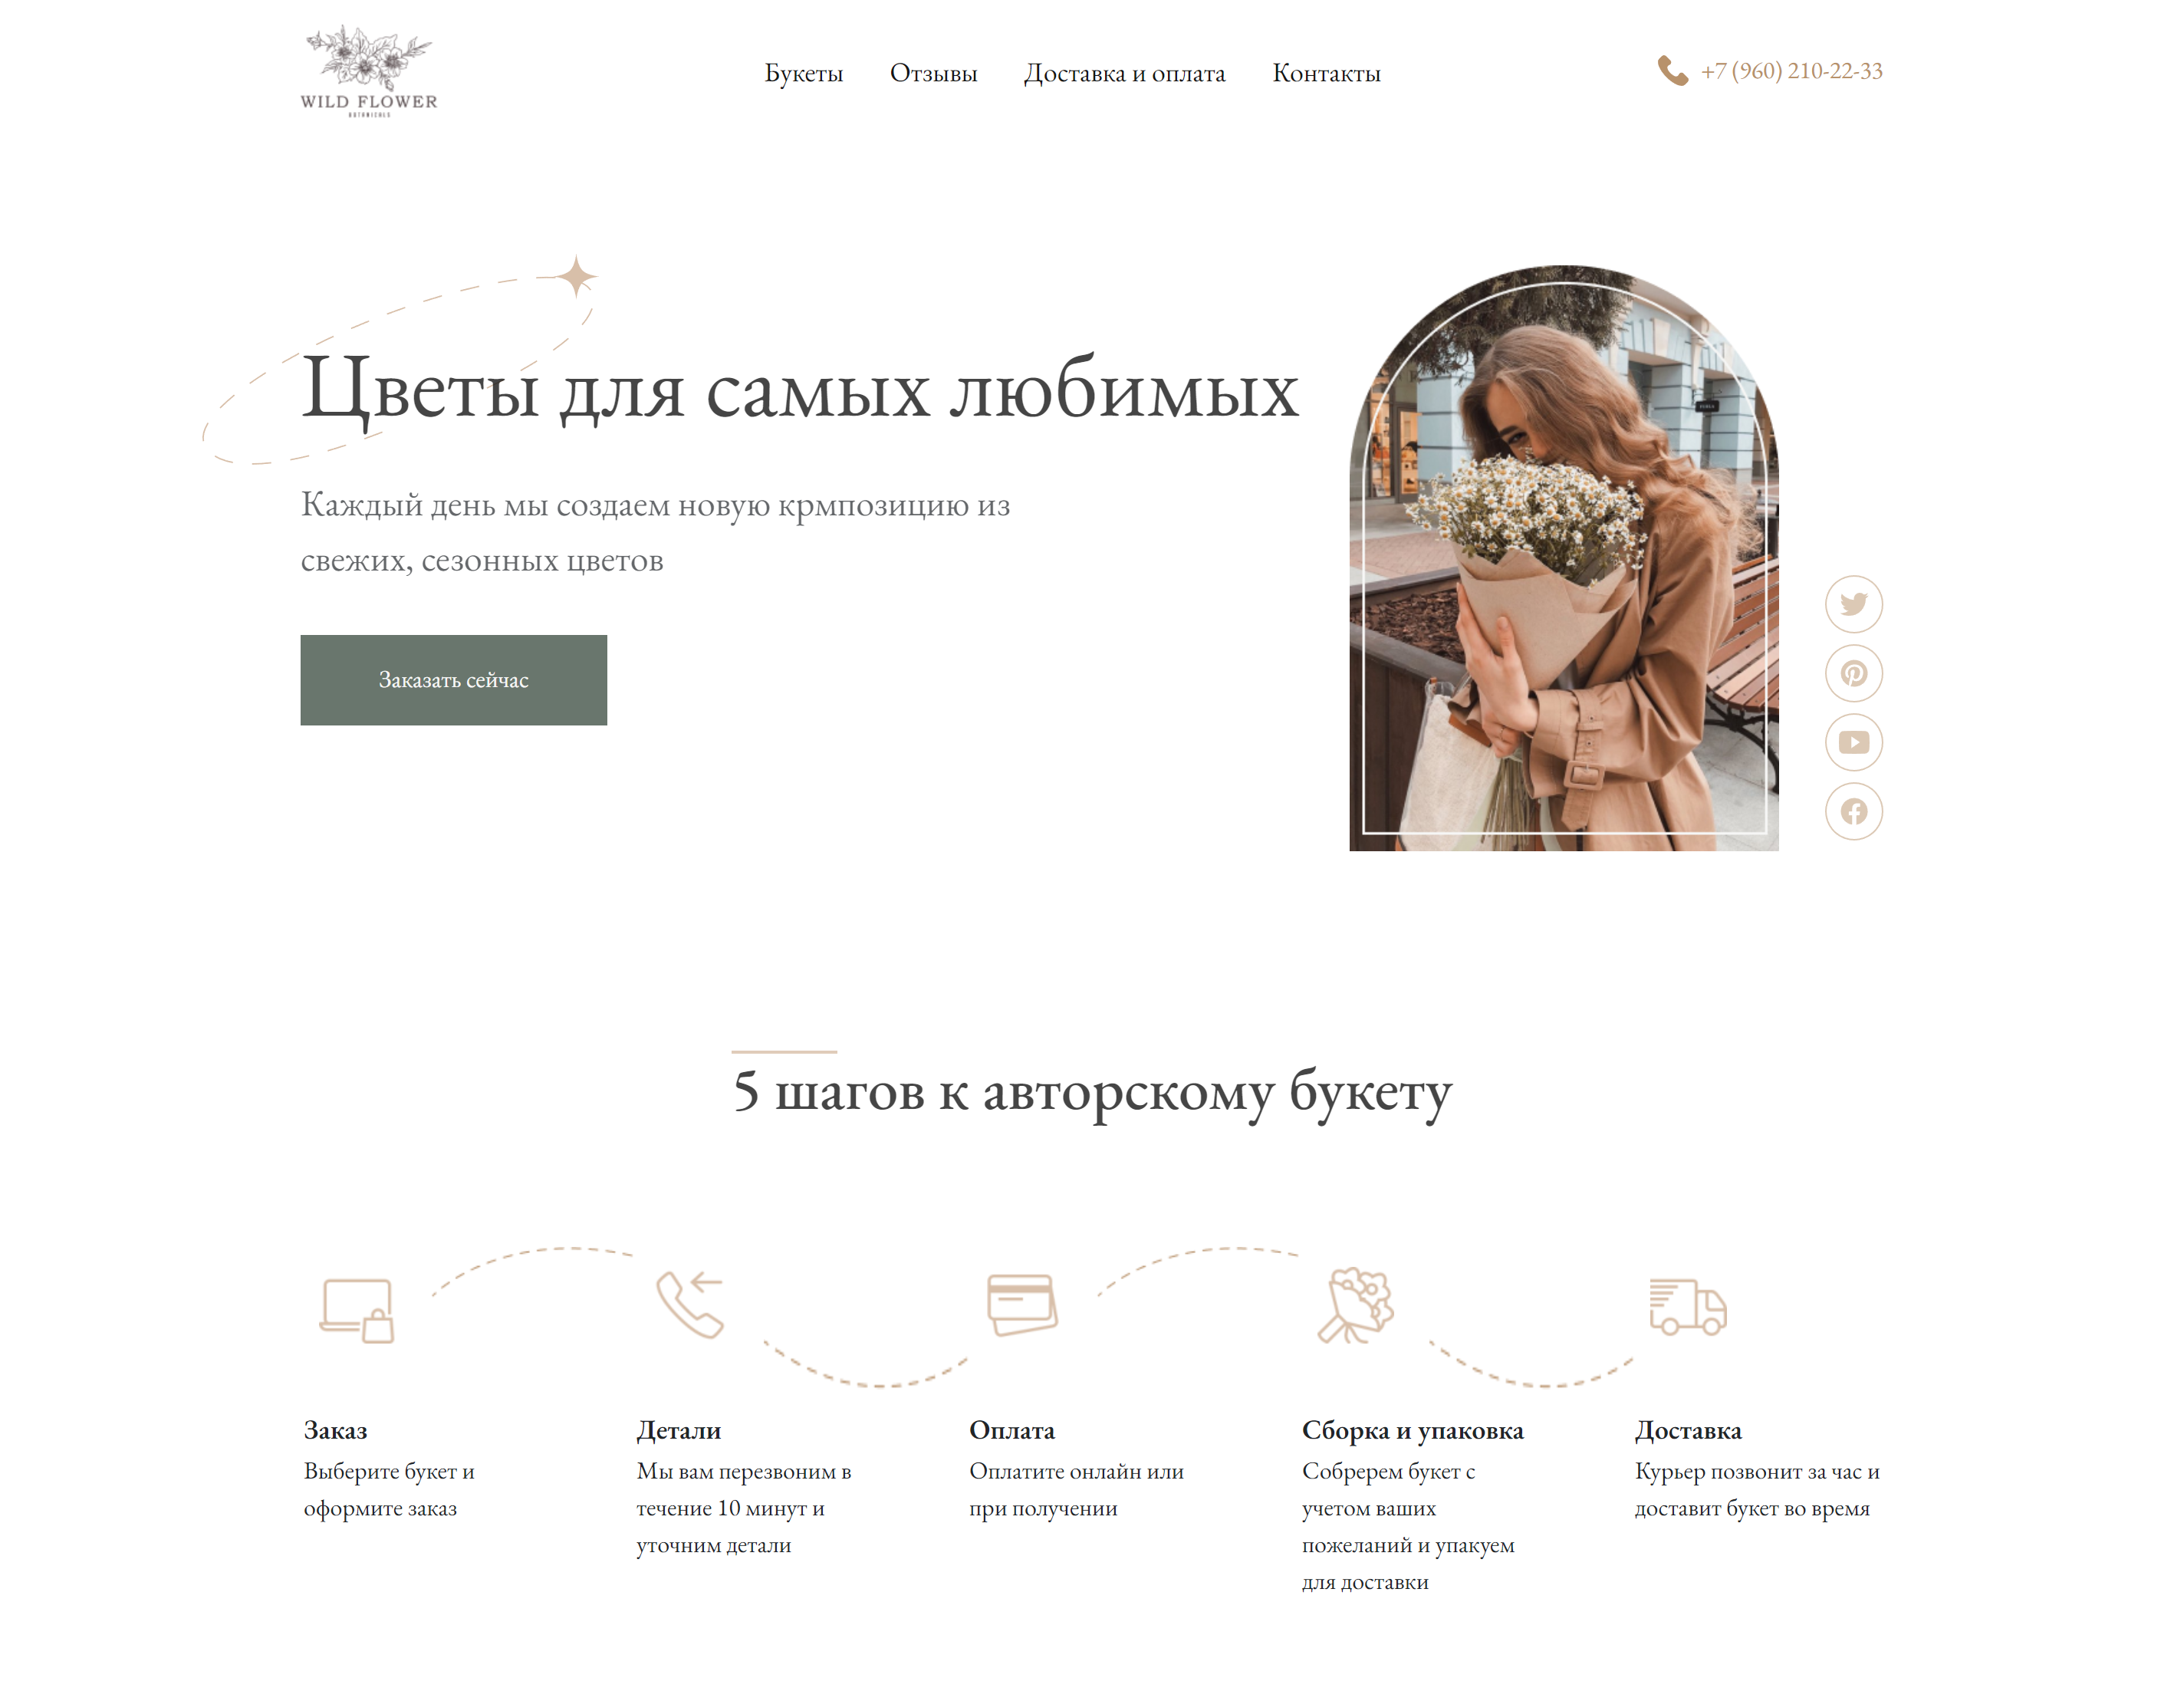 WILD FLOWER
BOTANICALS
Букеты Отзывы Доставка и оплата Контакты
+7 (960) 210-22-33
Цветы для самых любимых
Каждый день мы создаем новую крмпозицию из
свежих, сезонных цветов
Заказать сейчас
5 шагов к авторскому букету
Заказ
Выберите букет и
оформите заказ
Детали
Мы вам перезвоним в
течение 10 минут и
уточним детали
Оплата
Оплатите онлайн или
при получении
Сборка и упаковка
Собререм букет с
учетом ваших
пожеланий и упакуем
для доставки
Доставка
Курьер позвонит за час и
доставит букет во время